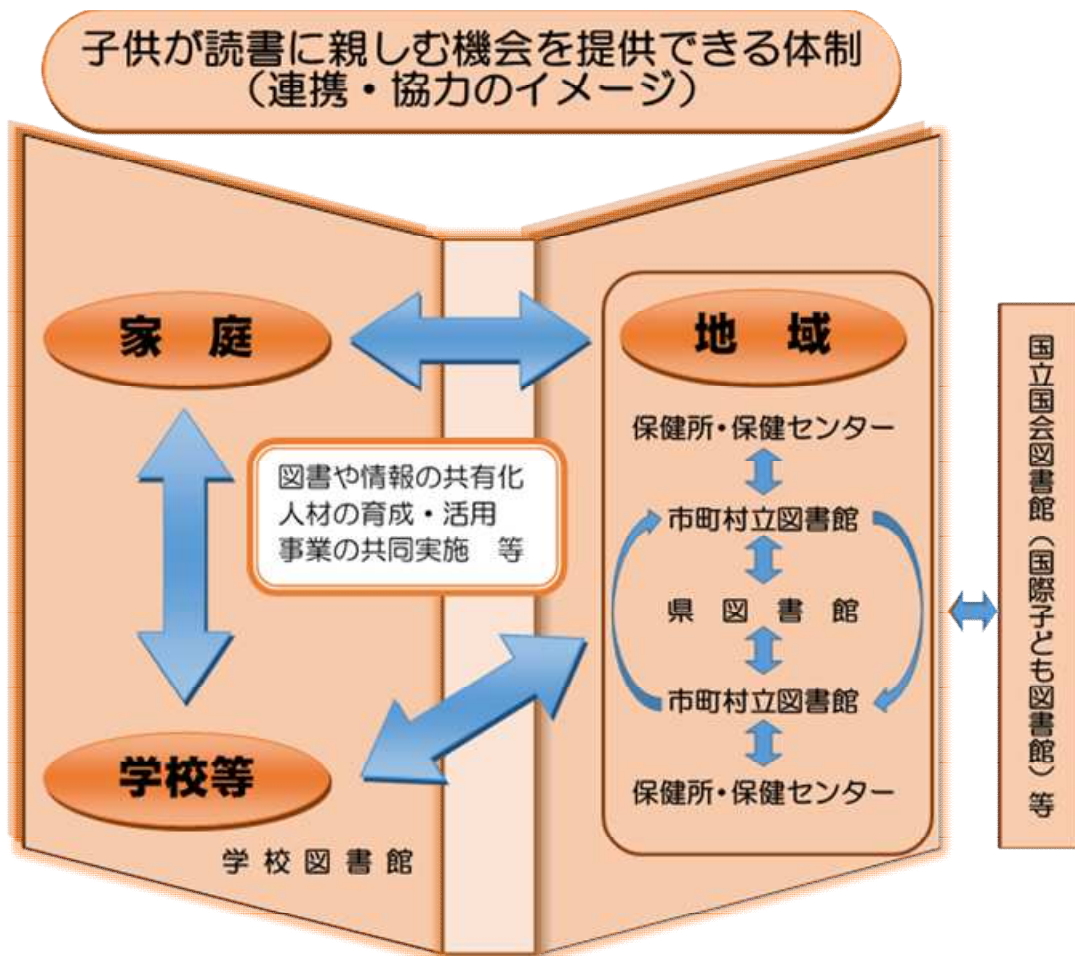 子供が読書に親しむ機会を提供できる体制
（連携・協力のイメージ）
家　庭
地　域
図書や情報の共有化
人材の育成・活用
事業の共同実施　等
保健所・保健センター
市町村立図書館
県　図　書　館
市町村立図書館
保健所・保健センター
学校等
学 校 図 書 館
国立国会図書館（国際子ども図書館）等